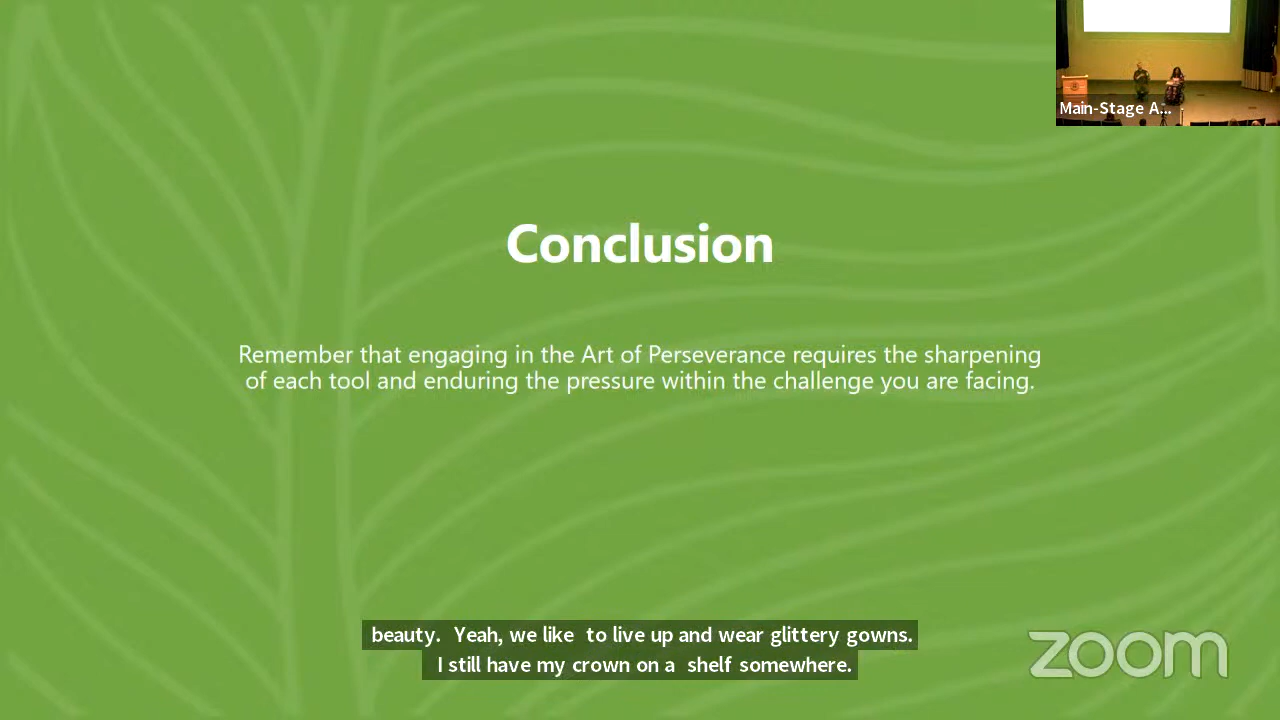 Main-Stage A...
Conclusion
Remember that engaging in the Art of Perseverance requires the sharpening
of each tool and enduring the pressure within the challenge you are facing.
beauty. Yeah, we like to live up and wear glittery gowns.
I still have my crown on a shelf somewhere.
zoom